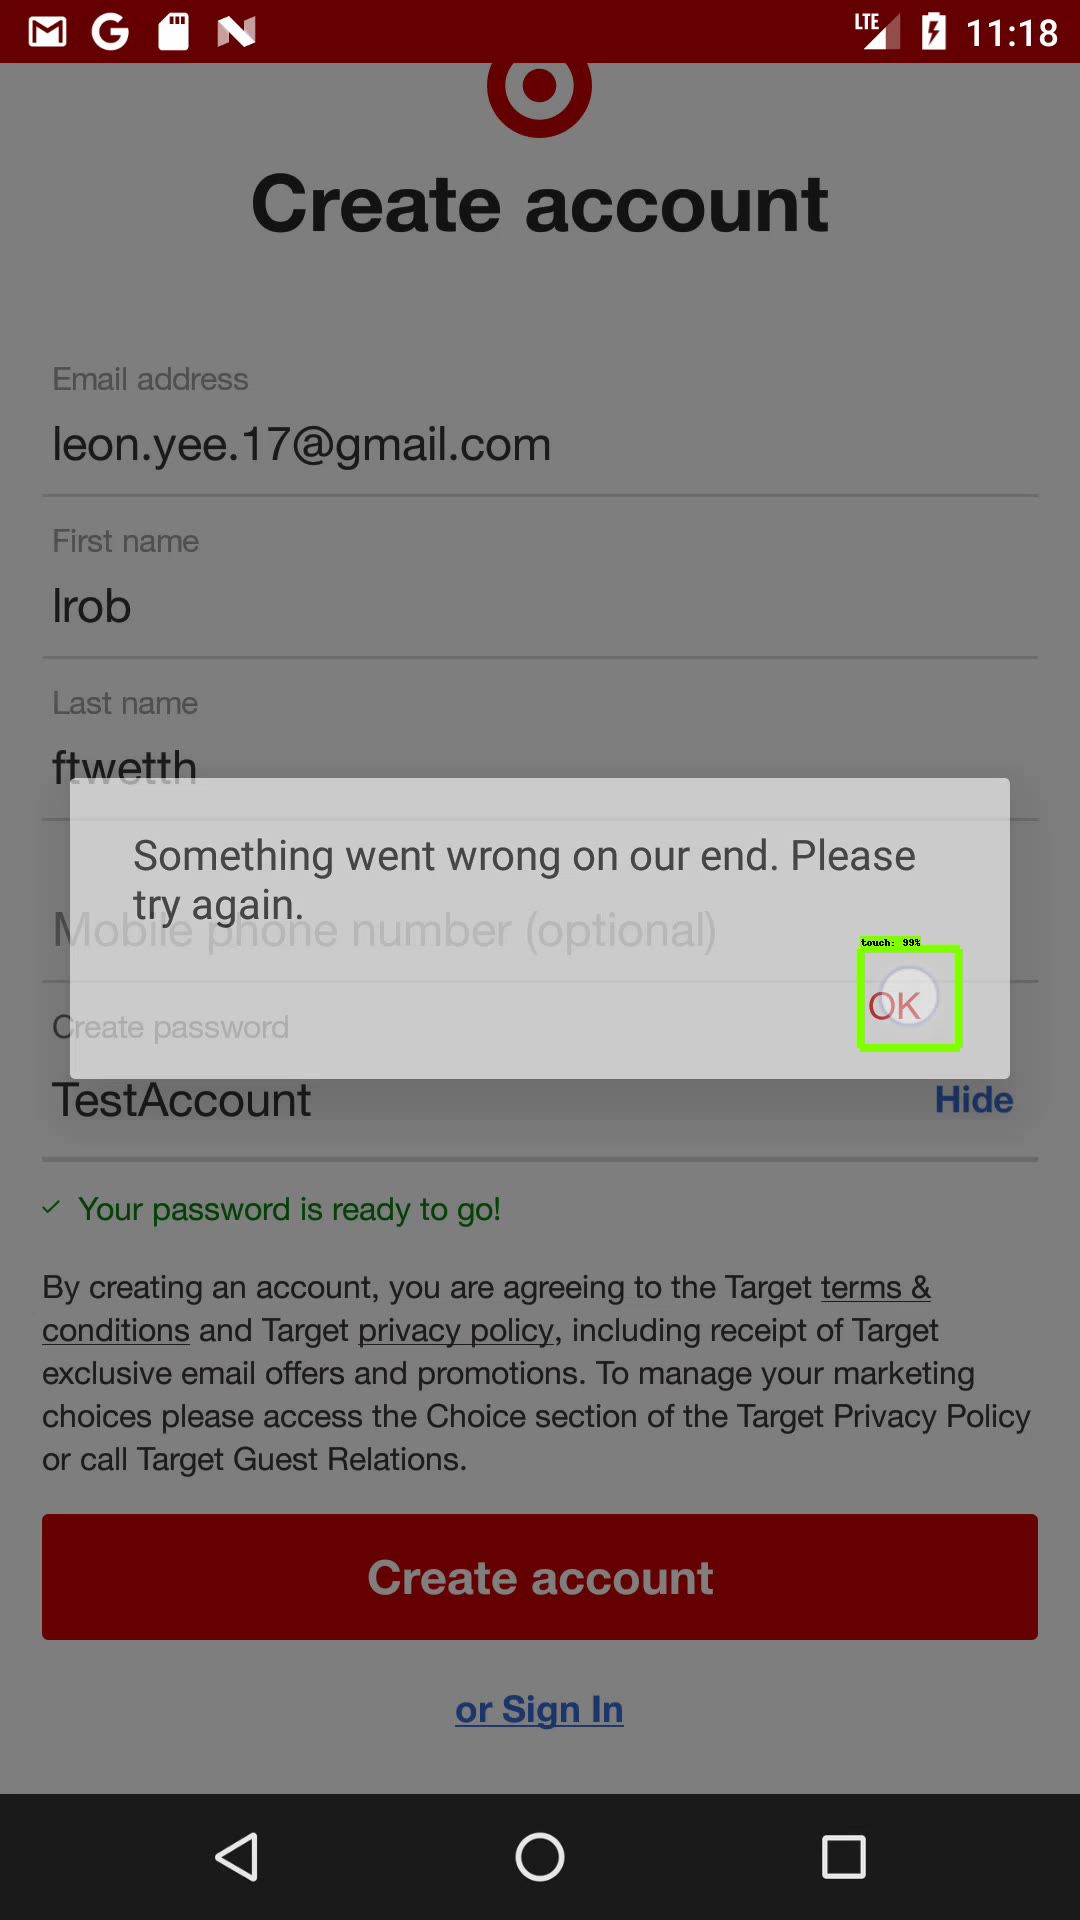 LTE 11:18
Create account
Email address
leon.yee.17@gmail.com
First name
lrob
Last name
ftwetth
Something went wrong on our end. Please
try again.
Mobile phone number (optional)
touch: 99%
OK
Create password
TestAccount
Hide
Your password is ready to go!
By creating an account, you are agreeing to the Target terms &
conditions and Target privacy policy, including receipt of Target
exclusive email offers and promotions. To manage your marketing
choices please access the Choice section of the Target Privacy Policy
or call Target Guest Relations.
Create account
or Sign In